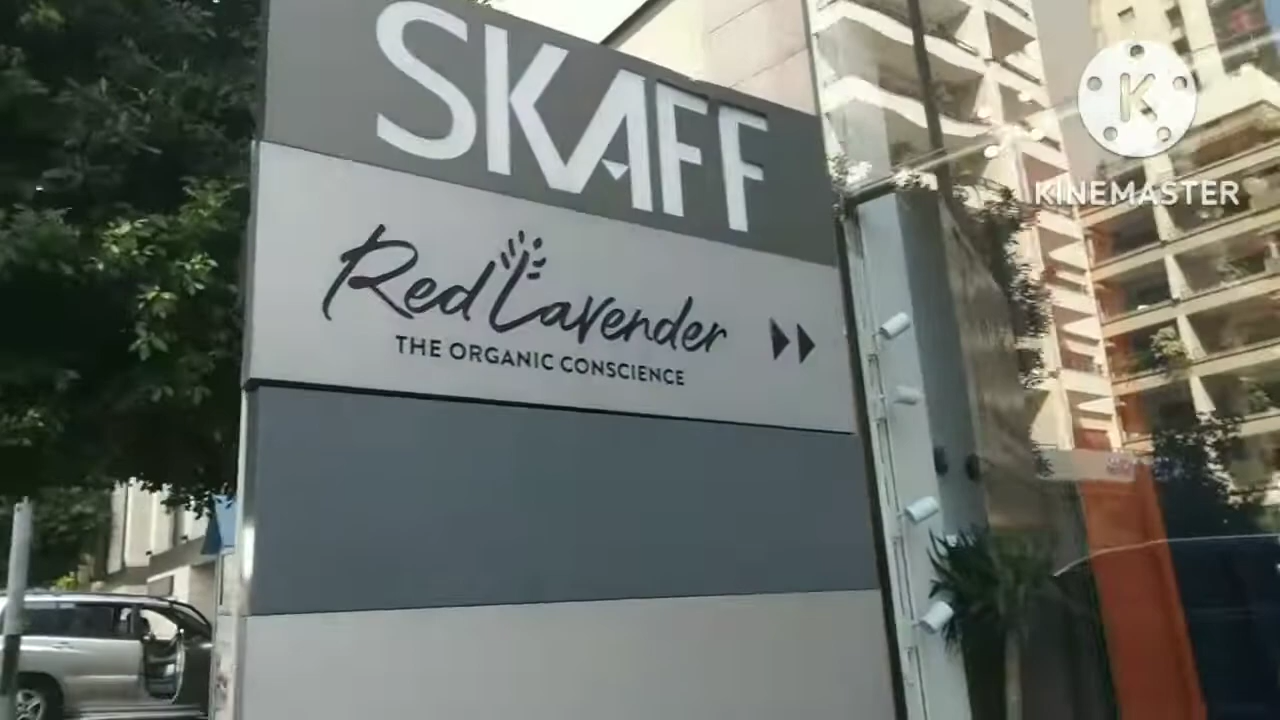 SKAFF
Red Lavender
THE ORGANIC CONSCIENCE
K
KINEMASTER